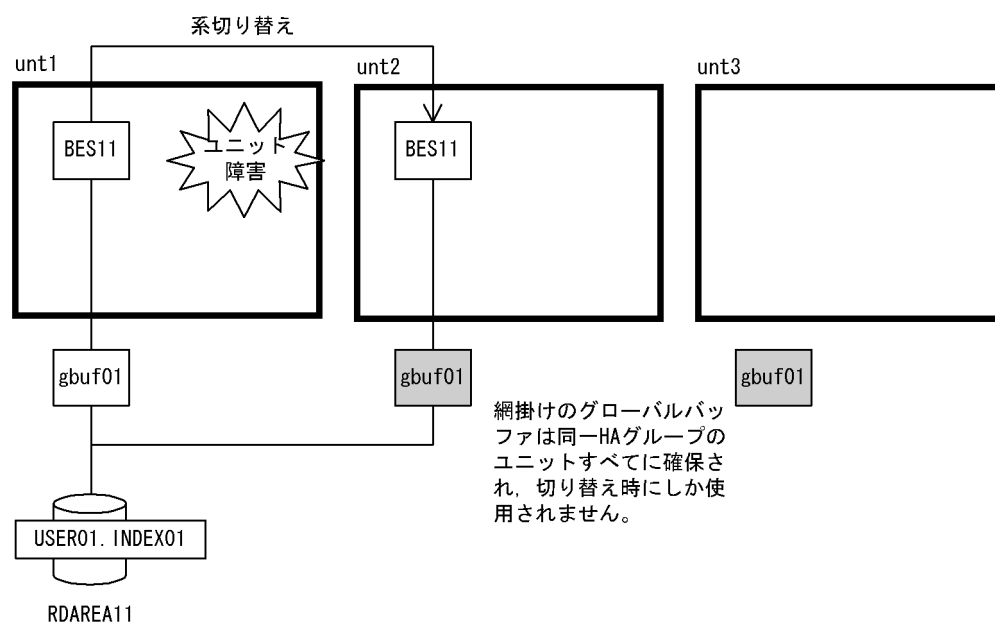 系切り替え
unt1
unt2
unt3
BES11
ユニット
障害
BES11
gbuf01
gbuf01
gbuf01
網掛けのグローバルバッ
ファは同一HAグループの
ユニットすべてに確保さ
れ，切り替え時にしか使
用されません。
USER01.INDEX01
RDAREA11